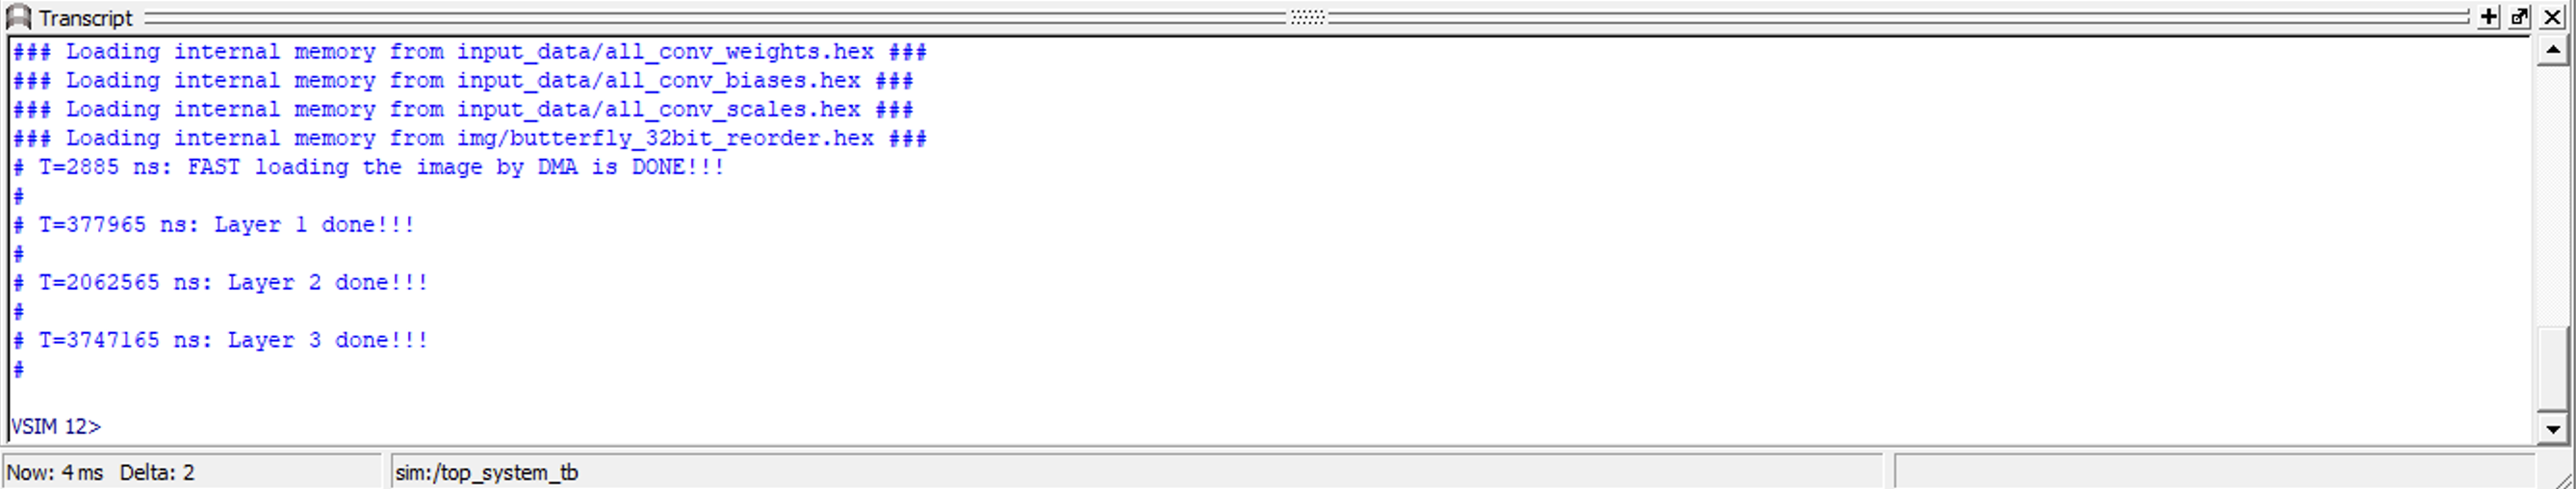 Transcript
### Loading internal memory from input_data/all_conv_weights.hex ###
### Loading internal memory from input_data/all_conv_biases.hex ###
### Loading internal memory from input_data/all_conv_scales.hex ###
### Loading internal memory from img/butterfly_32bit_reorder.hex ###
# T=2885 ns: FAST loading the image by DMA is DONE!!!
#
# T=377965 ns: Layer 1 done!!!
#
# T=2062565 ns: Layer 2 done!!!
#
# T=3747165 ns: Layer 3 done!!!
#
VSIM 12>
Now: 4 ms Delta: 2
sim:/top_system_tb